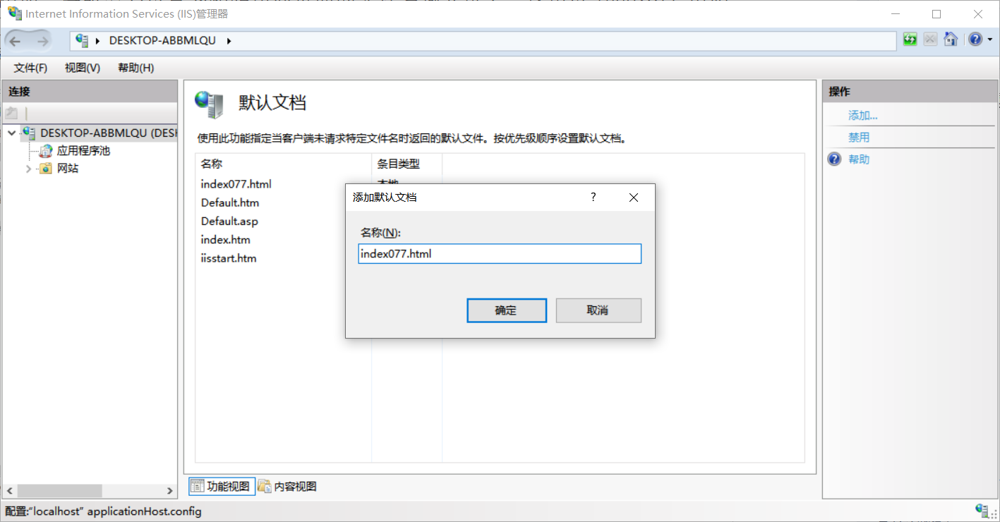 Internet Information Services (IIS)管理器
DESKTOP-ABBMLQU
文件(F) 视图(V) 帮助(H)
连接
DESKTOP-ABBMLQU (DESK
应用程序池
网站
默认文档
使用此功能指定当客户端未请求特定文件名时返回的默认文件。按优先级顺序设置默认文档。
名称 条目类型
index077.html 本地
Default.htm
Default.asp
index.htm
iisstart.htm
添加默认文档 ?
名称(N):
index077.html
确定 取消
功能视图 内容视图
操作
添加...
禁用
帮助
配置:"localhost" applicationHost.config